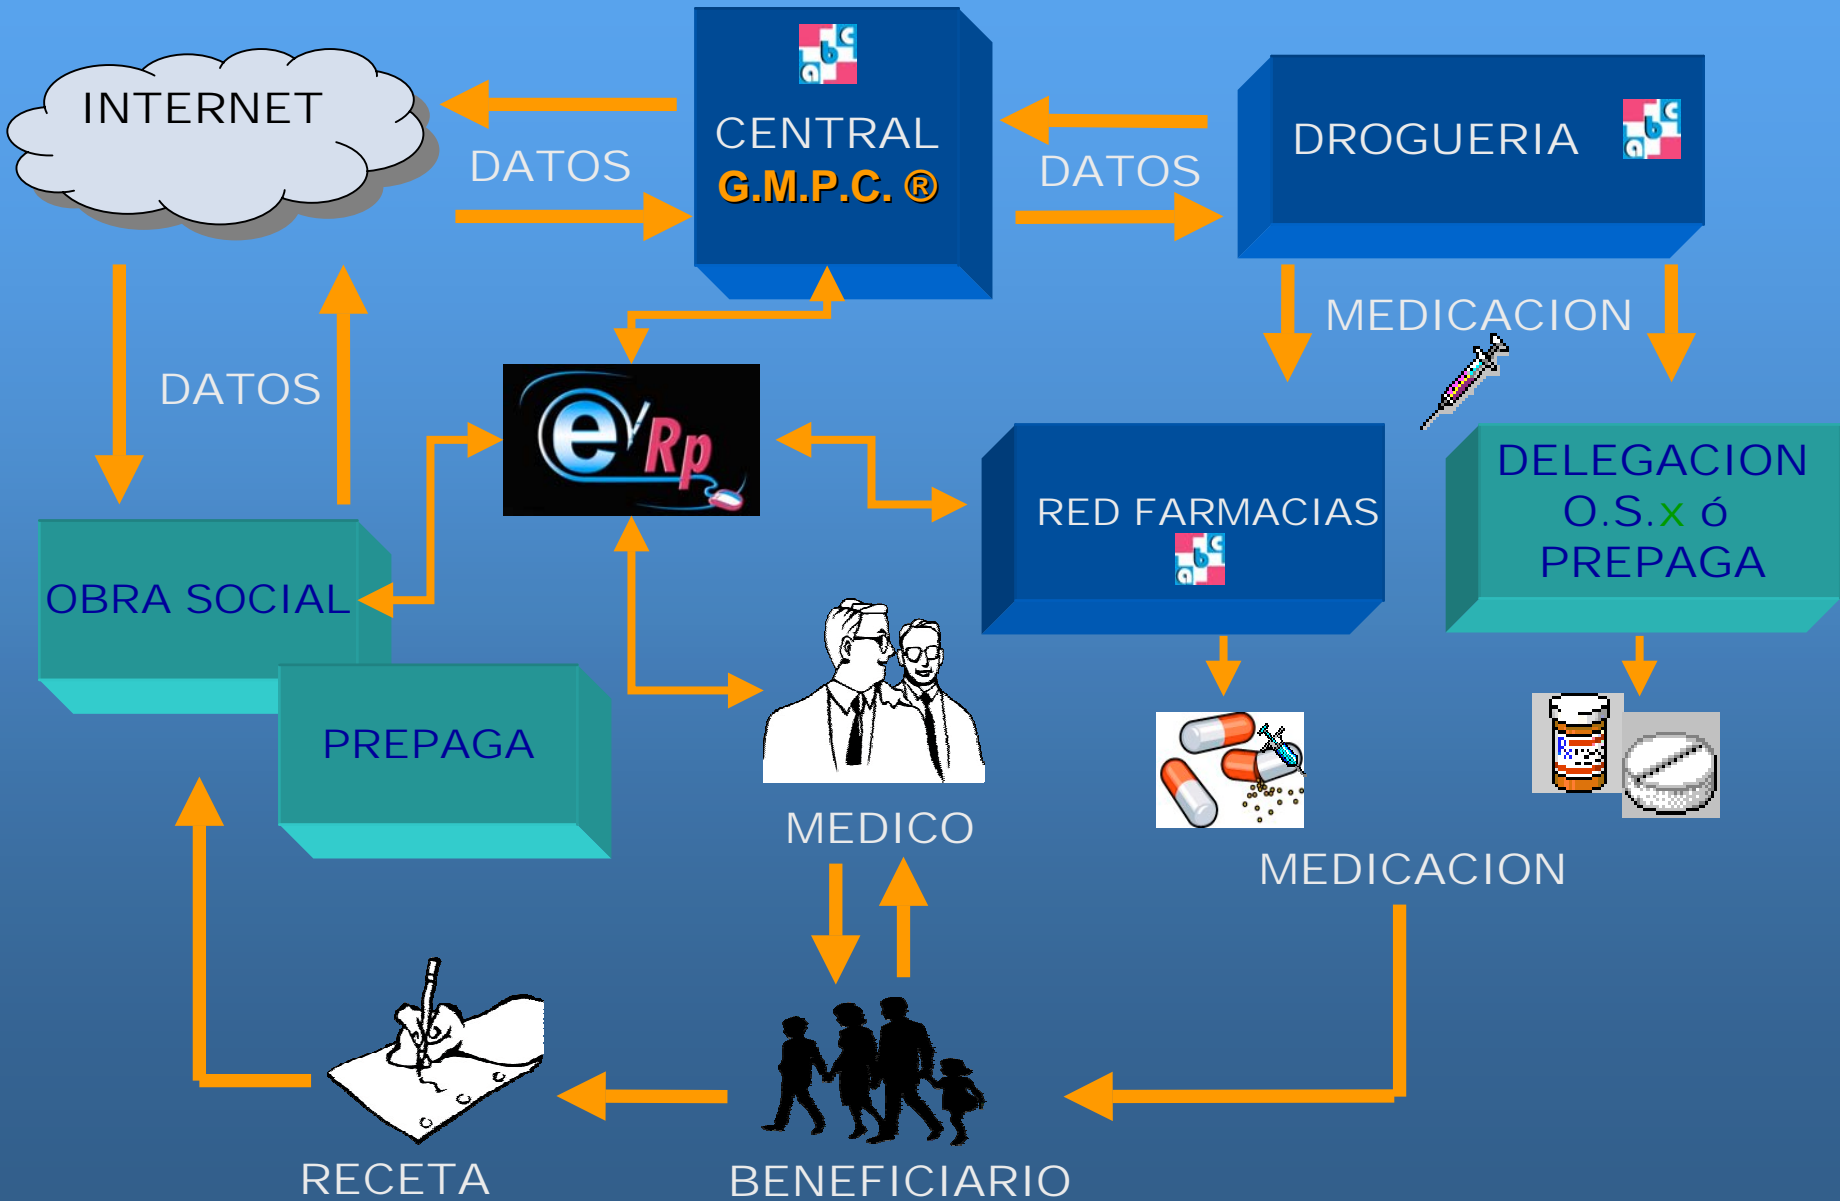 INTERNET
DATOS
a b c
CENTRAL
G.M.P.C. ®
DATOS
DROGUERIA
a b c
MEDICACION
DATOS
e Rp
RED FARMACIAS
a b c
DELEGACION
O.S.x ó
PREPAGA
OBRA SOCIAL
PREPAGA
MEDICO
MEDICACION
RECETA
BENEFICIARIO